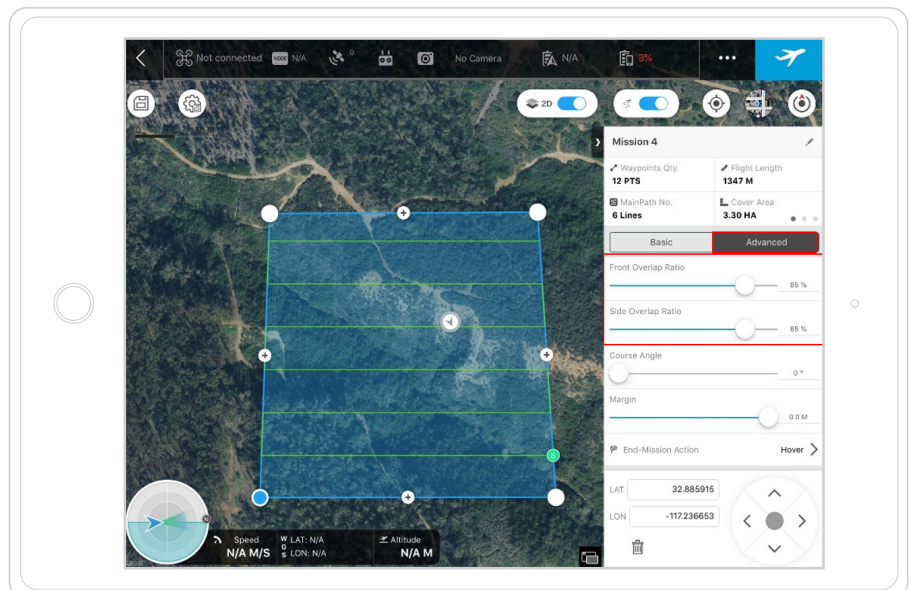 Not connected MODE N/A 0 No Camera N/A 3%
2D
Mission 4
Waypoints Qty. Flight Length
12 PTS 1347 M
MainPath No. Cover Area
6 Lines 3.30 HA
Basic Advanced
Front Overlap Ratio
85 %
Side Overlap Ratio
85 %
Course Angle
0 °
Margin
0.0 M
End-Mission Action Hover
LAT 32.885915
LON -117.236653
S
N
Speed W LAT: N/A Altitude
N/A M/S G S LON: N/A N/A M